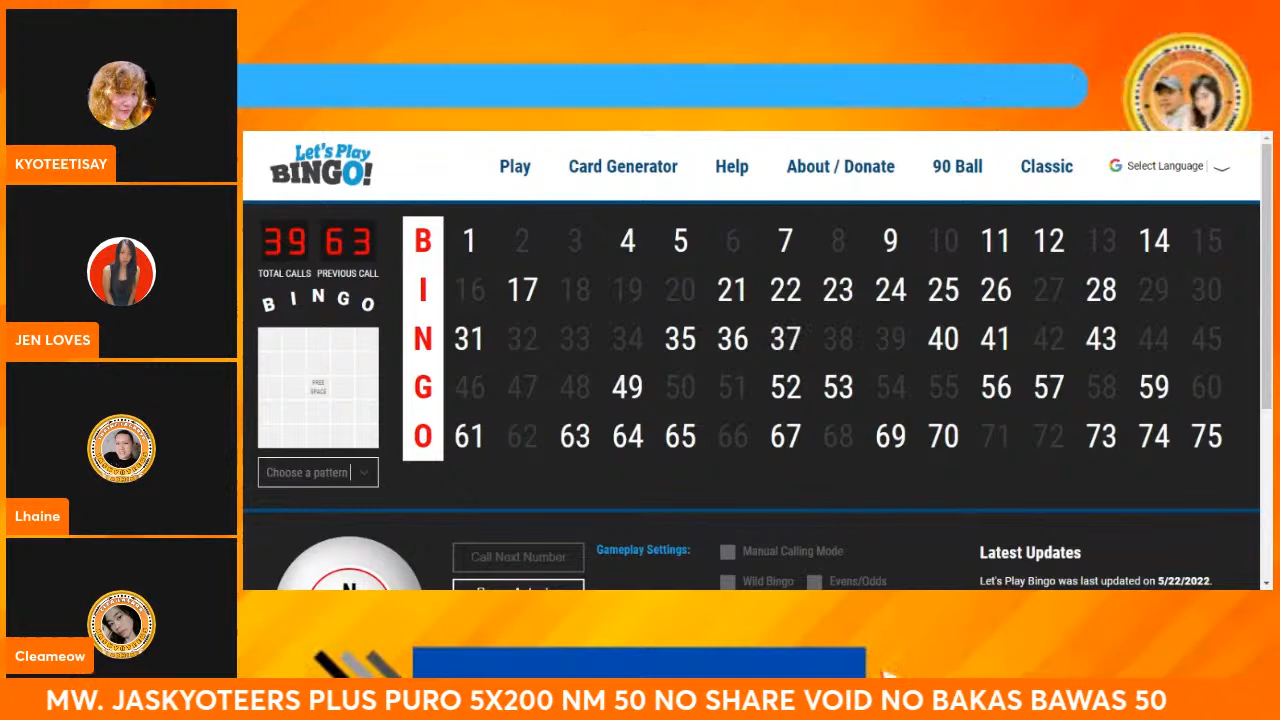 KYOTEETISAY
JEN LOVES
Lhaine
Cleameow
Let's Play
BINGO!
Play Card Generator Help About / Donate 90 Ball Classic G Select Language
39 63
TOTAL CALLS PREVIOUS CALL
B I N G O
FREE
SPACE
Choose a pattern
B 1 2 3 4 5 6 7 8 9 10 11 12 13 14 15
I 16 17 18 19 20 21 22 23 24 25 26 27 28 29 30
N 31 32 33 34 35 36 37 38 39 40 41 42 43 44 45
G 46 47 48 49 50 51 52 53 54 55 56 57 58 59 60
O 61 62 63 64 65 66 67 68 69 70 71 72 73 74 75
N
Call Next Number
Gameplay Settings:
Manual Calling Mode
Wild Bingo Evens/Odds
Latest Updates
Let's Play Bingo was last updated on 5/22/2022.
MW. JASKYOTEERS PLUS PURO 5X200 NM 50 NO SHARE VOID NO BAKAS BAWAS 50